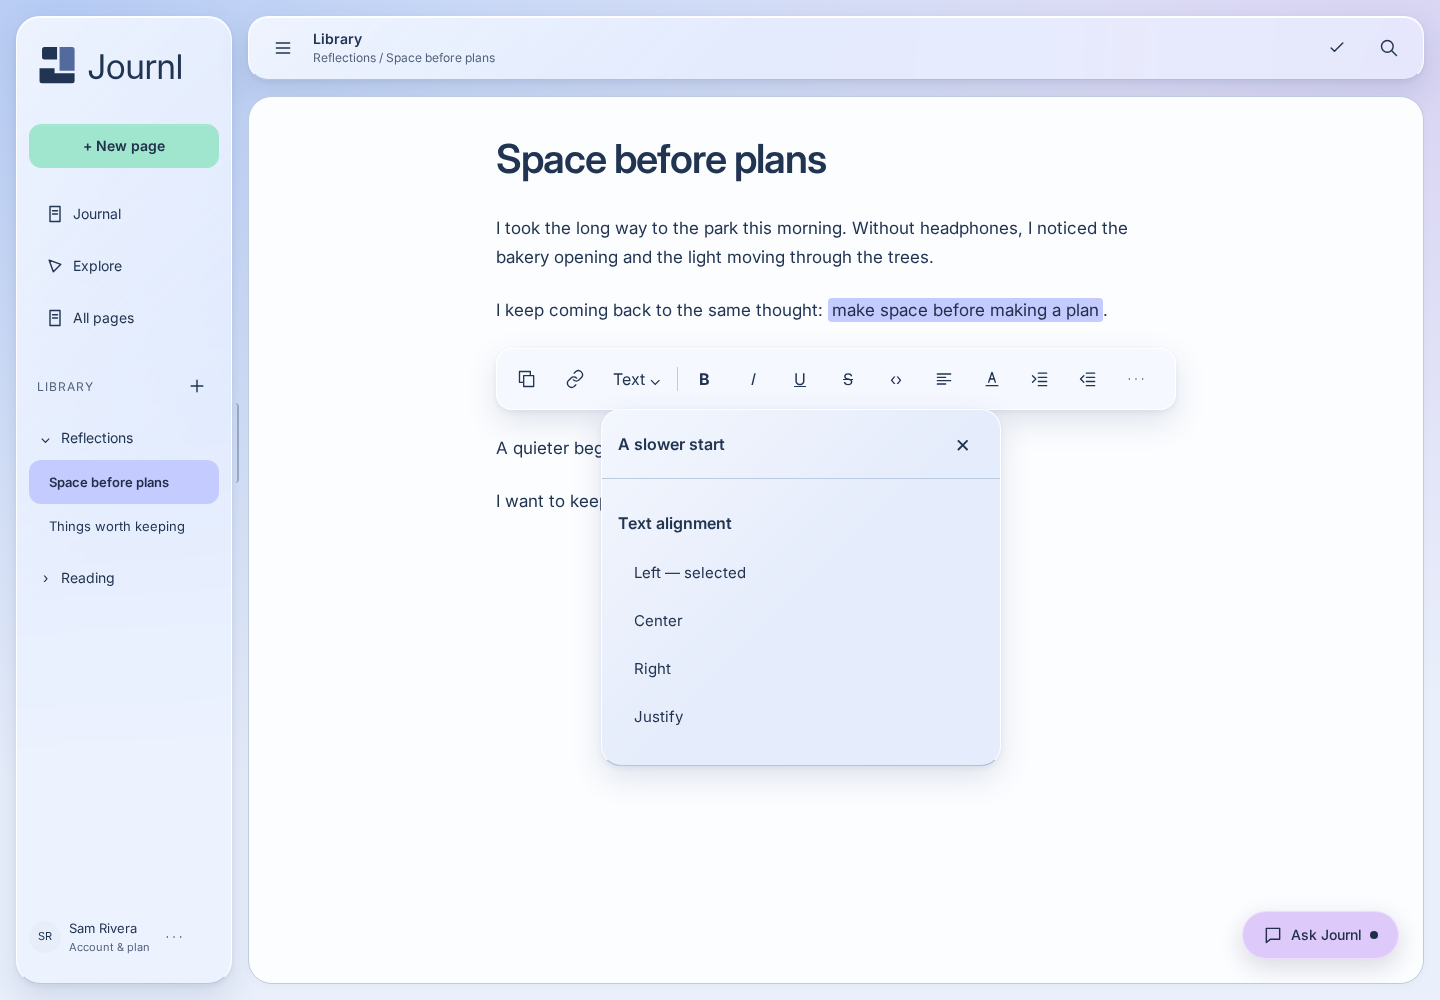 Journl
+ New page
Journal
Explore
All pages
LIBRARY
Reflections
Space before plans
Things worth keeping
Reading
SR
Sam Rivera
Account & plan
Library
Reflections / Space before plans
Space before plans
I took the long way to the park this morning. Without headphones, I noticed the
bakery opening and the light moving through the trees.
I keep coming back to the same thought: make space before making a plan.
Text
B I U S A
A quieter beg
I want to keep
A slower start
Text alignment
Left — selected
Center
Right
Justify
Ask Journl